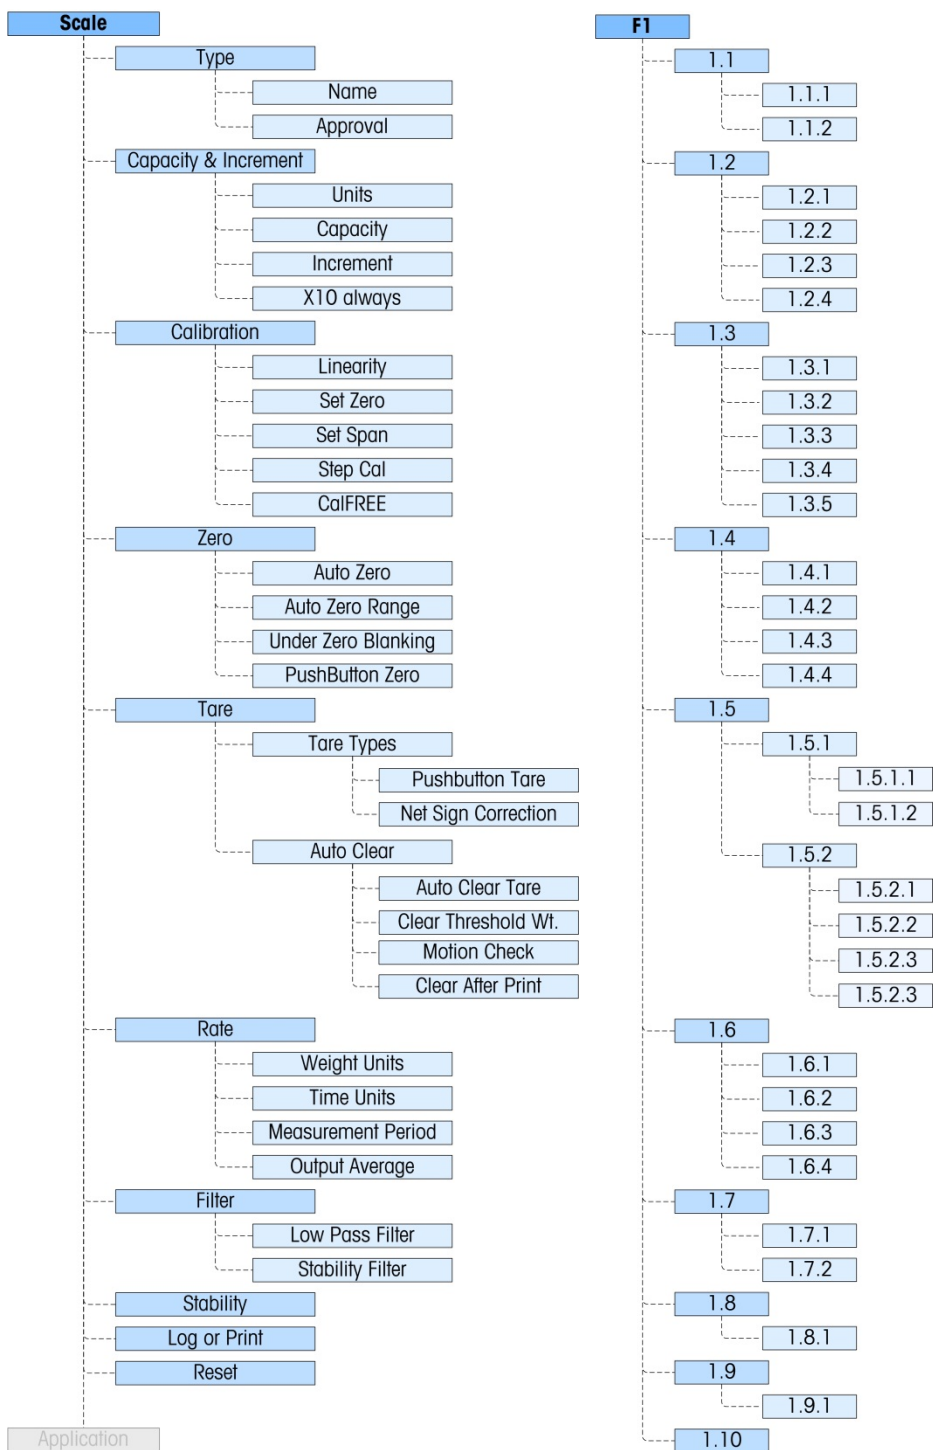 Scale
Type
Name
Approval
Capacity & Increment
Units
Capacity
Increment
X10 always
Calibration
Linearity
Set Zero
Set Span
Step Cal
CalFREE
Zero
Auto Zero
Auto Zero Range
Under Zero Blanking
PushButton Zero
Tare
Tare Types
Pushbutton Tare
Net Sign Correction
Auto Clear
Auto Clear Tare
Clear Threshold Wt.
Motion Check
Clear After Print
Rate
Weight Units
Time Units
Measurement Period
Output Average
Filter
Low Pass Filter
Stability Filter
Stability
Log or Print
Reset
Application
F1
1.1
1.1.1
1.1.2
1.2
1.2.1
1.2.2
1.2.3
1.2.4
1.3
1.3.1
1.3.2
1.3.3
1.3.4
1.3.5
1.4
1.4.1
1.4.2
1.4.3
1.4.4
1.5
1.5.1
1.5.1.1
1.5.1.2
1.5.2
1.5.2.1
1.5.2.2
1.5.2.3
1.5.2.3
1.6
1.6.1
1.6.2
1.6.3
1.6.4
1.7
1.7.1
1.7.2
1.8
1.8.1
1.9
1.9.1
1.10